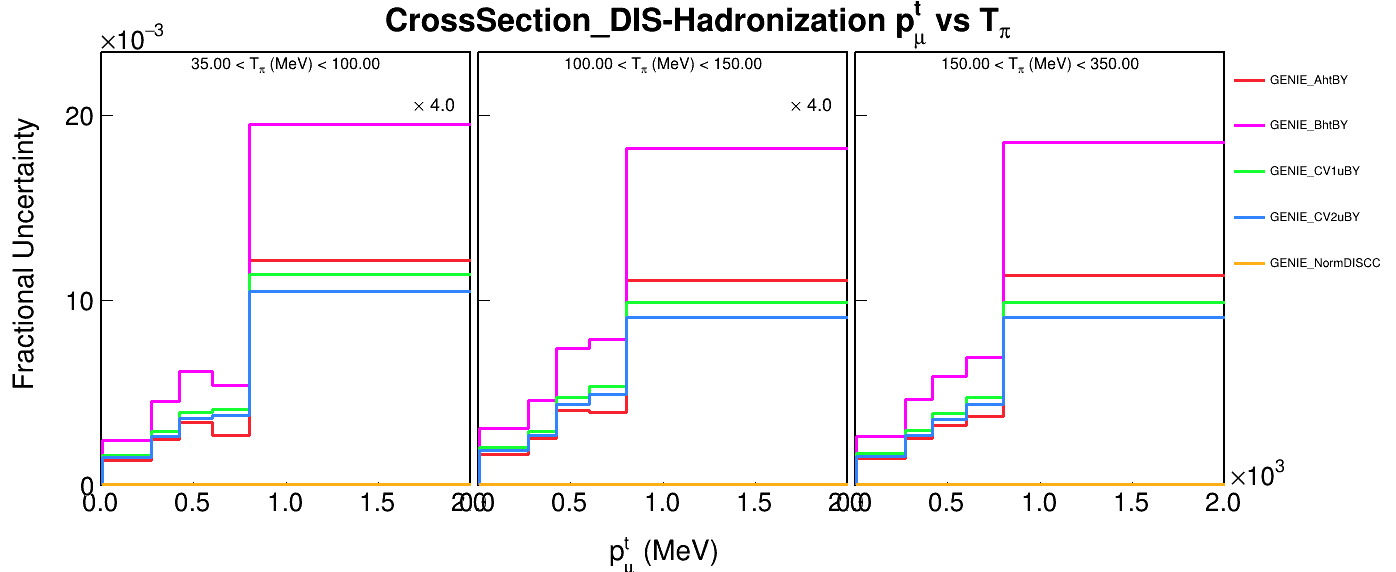 CrossSection_DIS-Hadronization p^t_μ vs T_π
×10^−3
35.00 < T_π (MeV) < 100.00
100.00 < T_π (MeV) < 150.00
150.00 < T_π (MeV) < 350.00
× 4.0
× 4.0
GENIE_AhtBY
GENIE_BhtBY
GENIE_CV1uBY
GENIE_CV2uBY
GENIE_NormDISCC
Fractional Uncertainty
20
10
0
0.0 0.5 1.0 1.5 2.0
0.0 0.5 1.0 1.5 2.0
0.0 0.5 1.0 1.5 2.0
×10^3
p^t_μ (MeV)